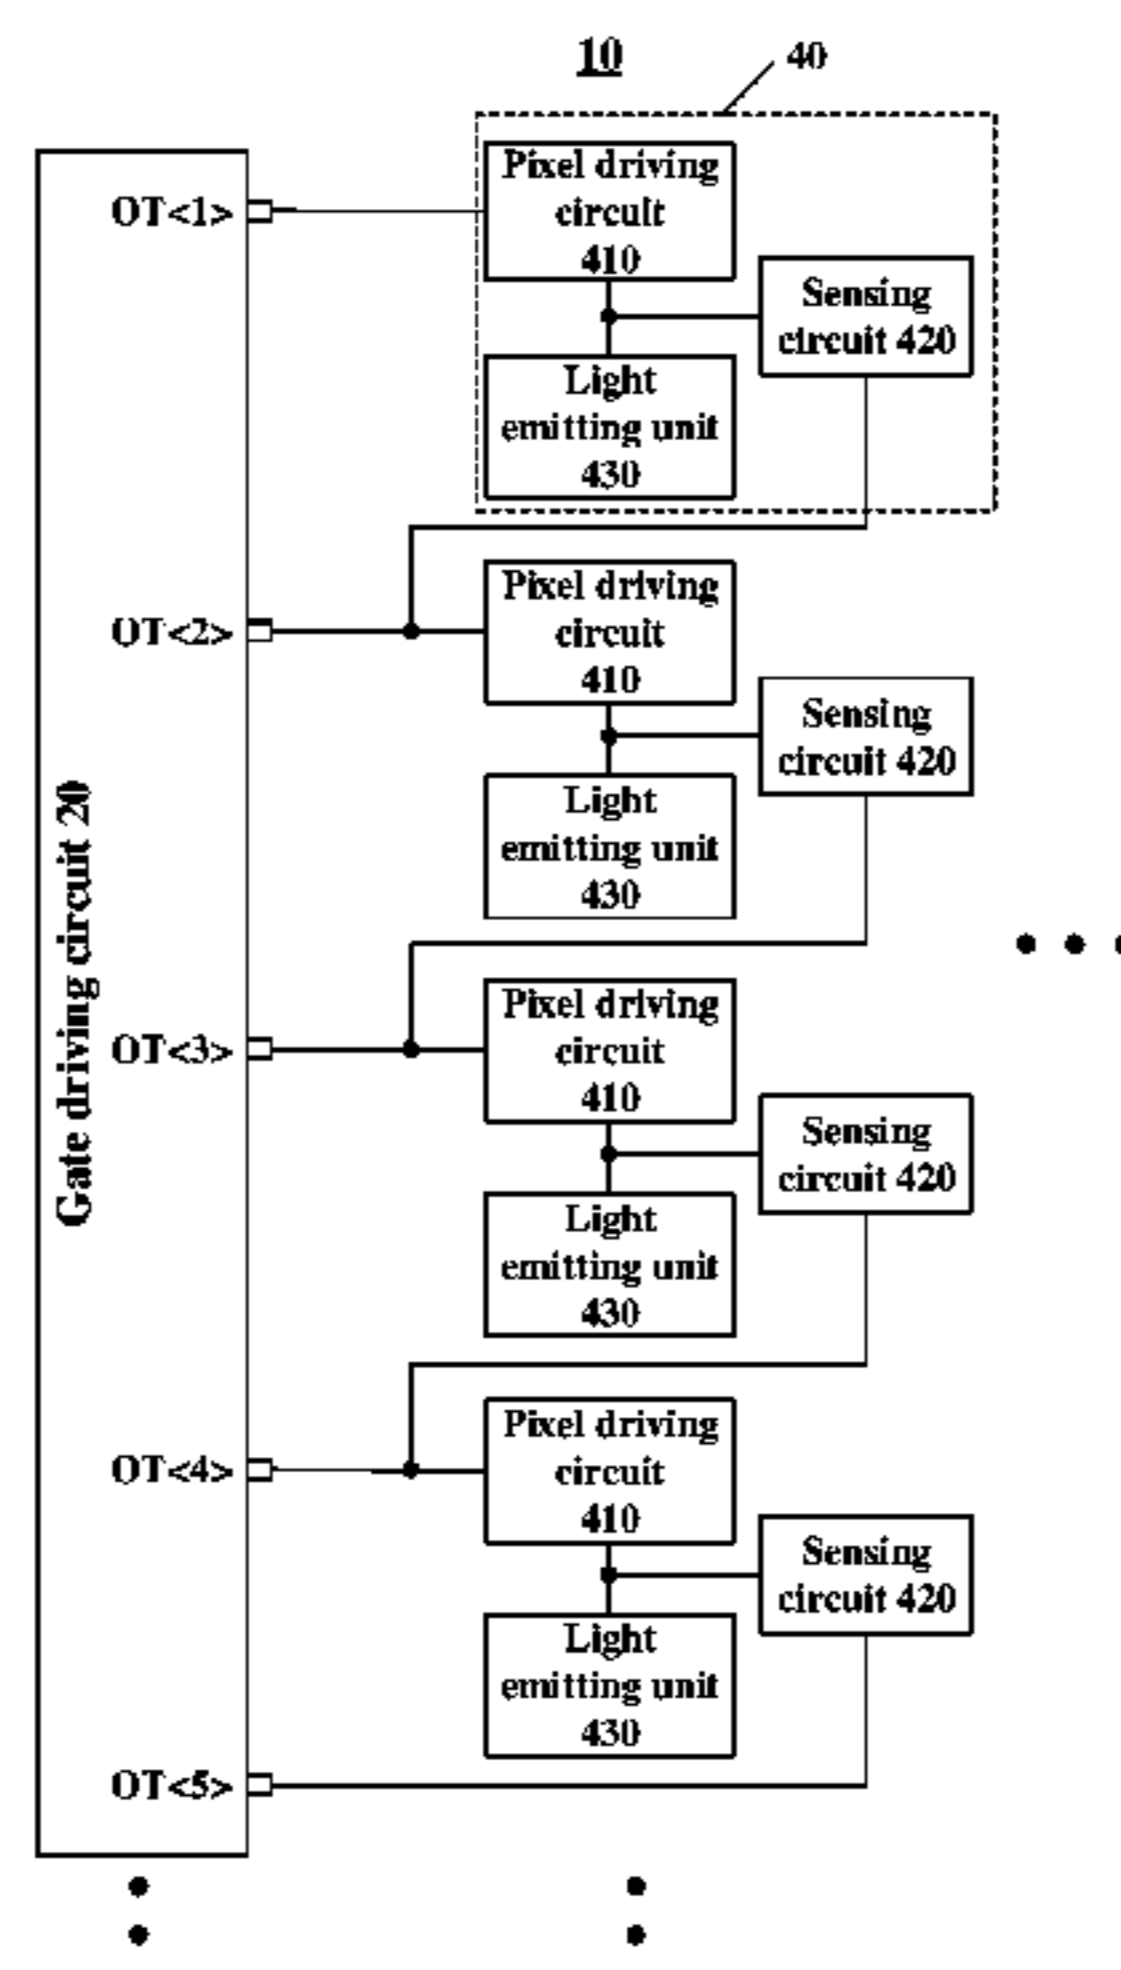 10
40
OT<1>
Pixel driving
circuit
410
Sensing
circuit 420
Light
emitting unit
430
OT<2>
Pixel driving
circuit
410
Sensing
circuit 420
Light
emitting unit
430
Gate driving circuit 20
OT<3>
Pixel driving
circuit
410
Sensing
circuit 420
Light
emitting unit
430
OT<4>
Pixel driving
circuit
410
Sensing
circuit 420
Light
emitting unit
430
OT<5>